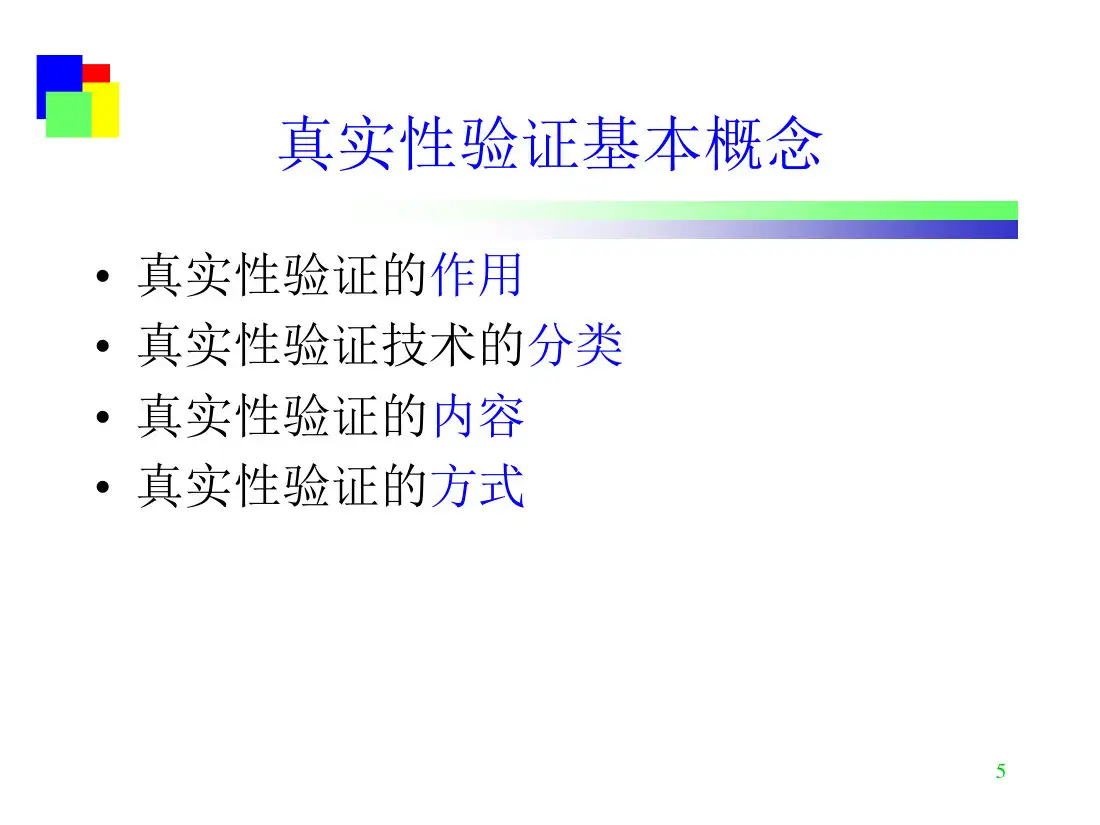 真实性验证基本概念
• 真实性验证的作用
• 真实性验证技术的分类
• 真实性验证的内容
• 真实性验证的方式
5